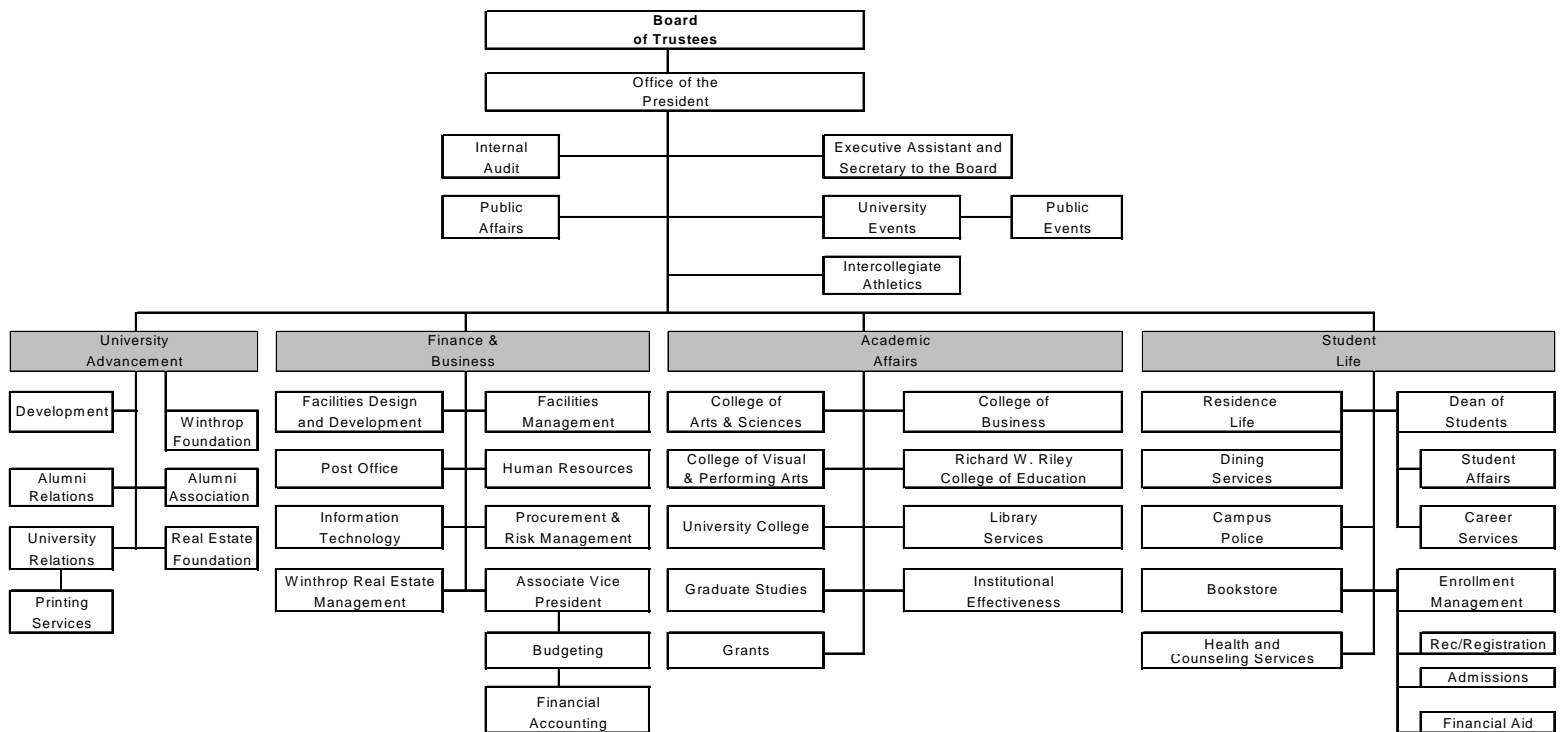 Board
of Trustees
Office of the
President
Internal
Audit
Executive Assistant and
Secretary to the Board
Public
Affairs
University
Events
Public
Events
Intercollegiate
Athletics
University
Advancement
Finance &
Business
Academic
Affairs
Student
Life
Development
Winthrop
Foundation
Alumni
Relations
Alumni
Association
University
Relations
Real Estate
Foundation
Printing
Services
Facilities Design
and Development
Facilities
Management
Post Office
Human Resources
Information
Technology
Procurement &
Risk Management
Winthrop Real Estate
Management
Associate Vice
President
Budgeting
Financial
Accounting
College of
Arts & Sciences
College of
Business
College of Visual
& Performing Arts
Richard W. Riley
College of Education
University College
Library
Services
Graduate Studies
Institutional
Effectiveness
Grants
Residence
Life
Dean of
Students
Dining
Services
Student
Affairs
Campus
Police
Career
Services
Bookstore
Enrollment
Management
Health and
Counseling Services
Rec/Registration
Admissions
Financial Aid